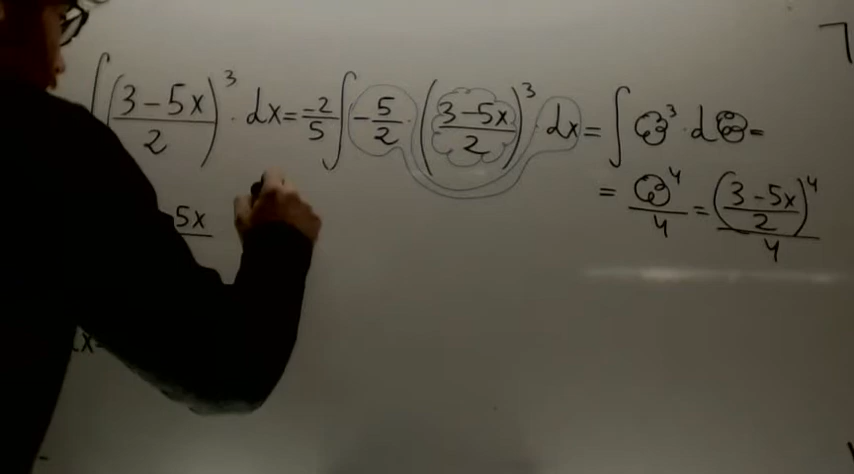 ∫ ((3-5x)/2)³ · dx = -2/5 ∫ -5/2 · ((3-5x)/2)³ · dx = ∫ ³ · d =
= ⁴/4 = ((3-5x)/2)⁴/4
5x